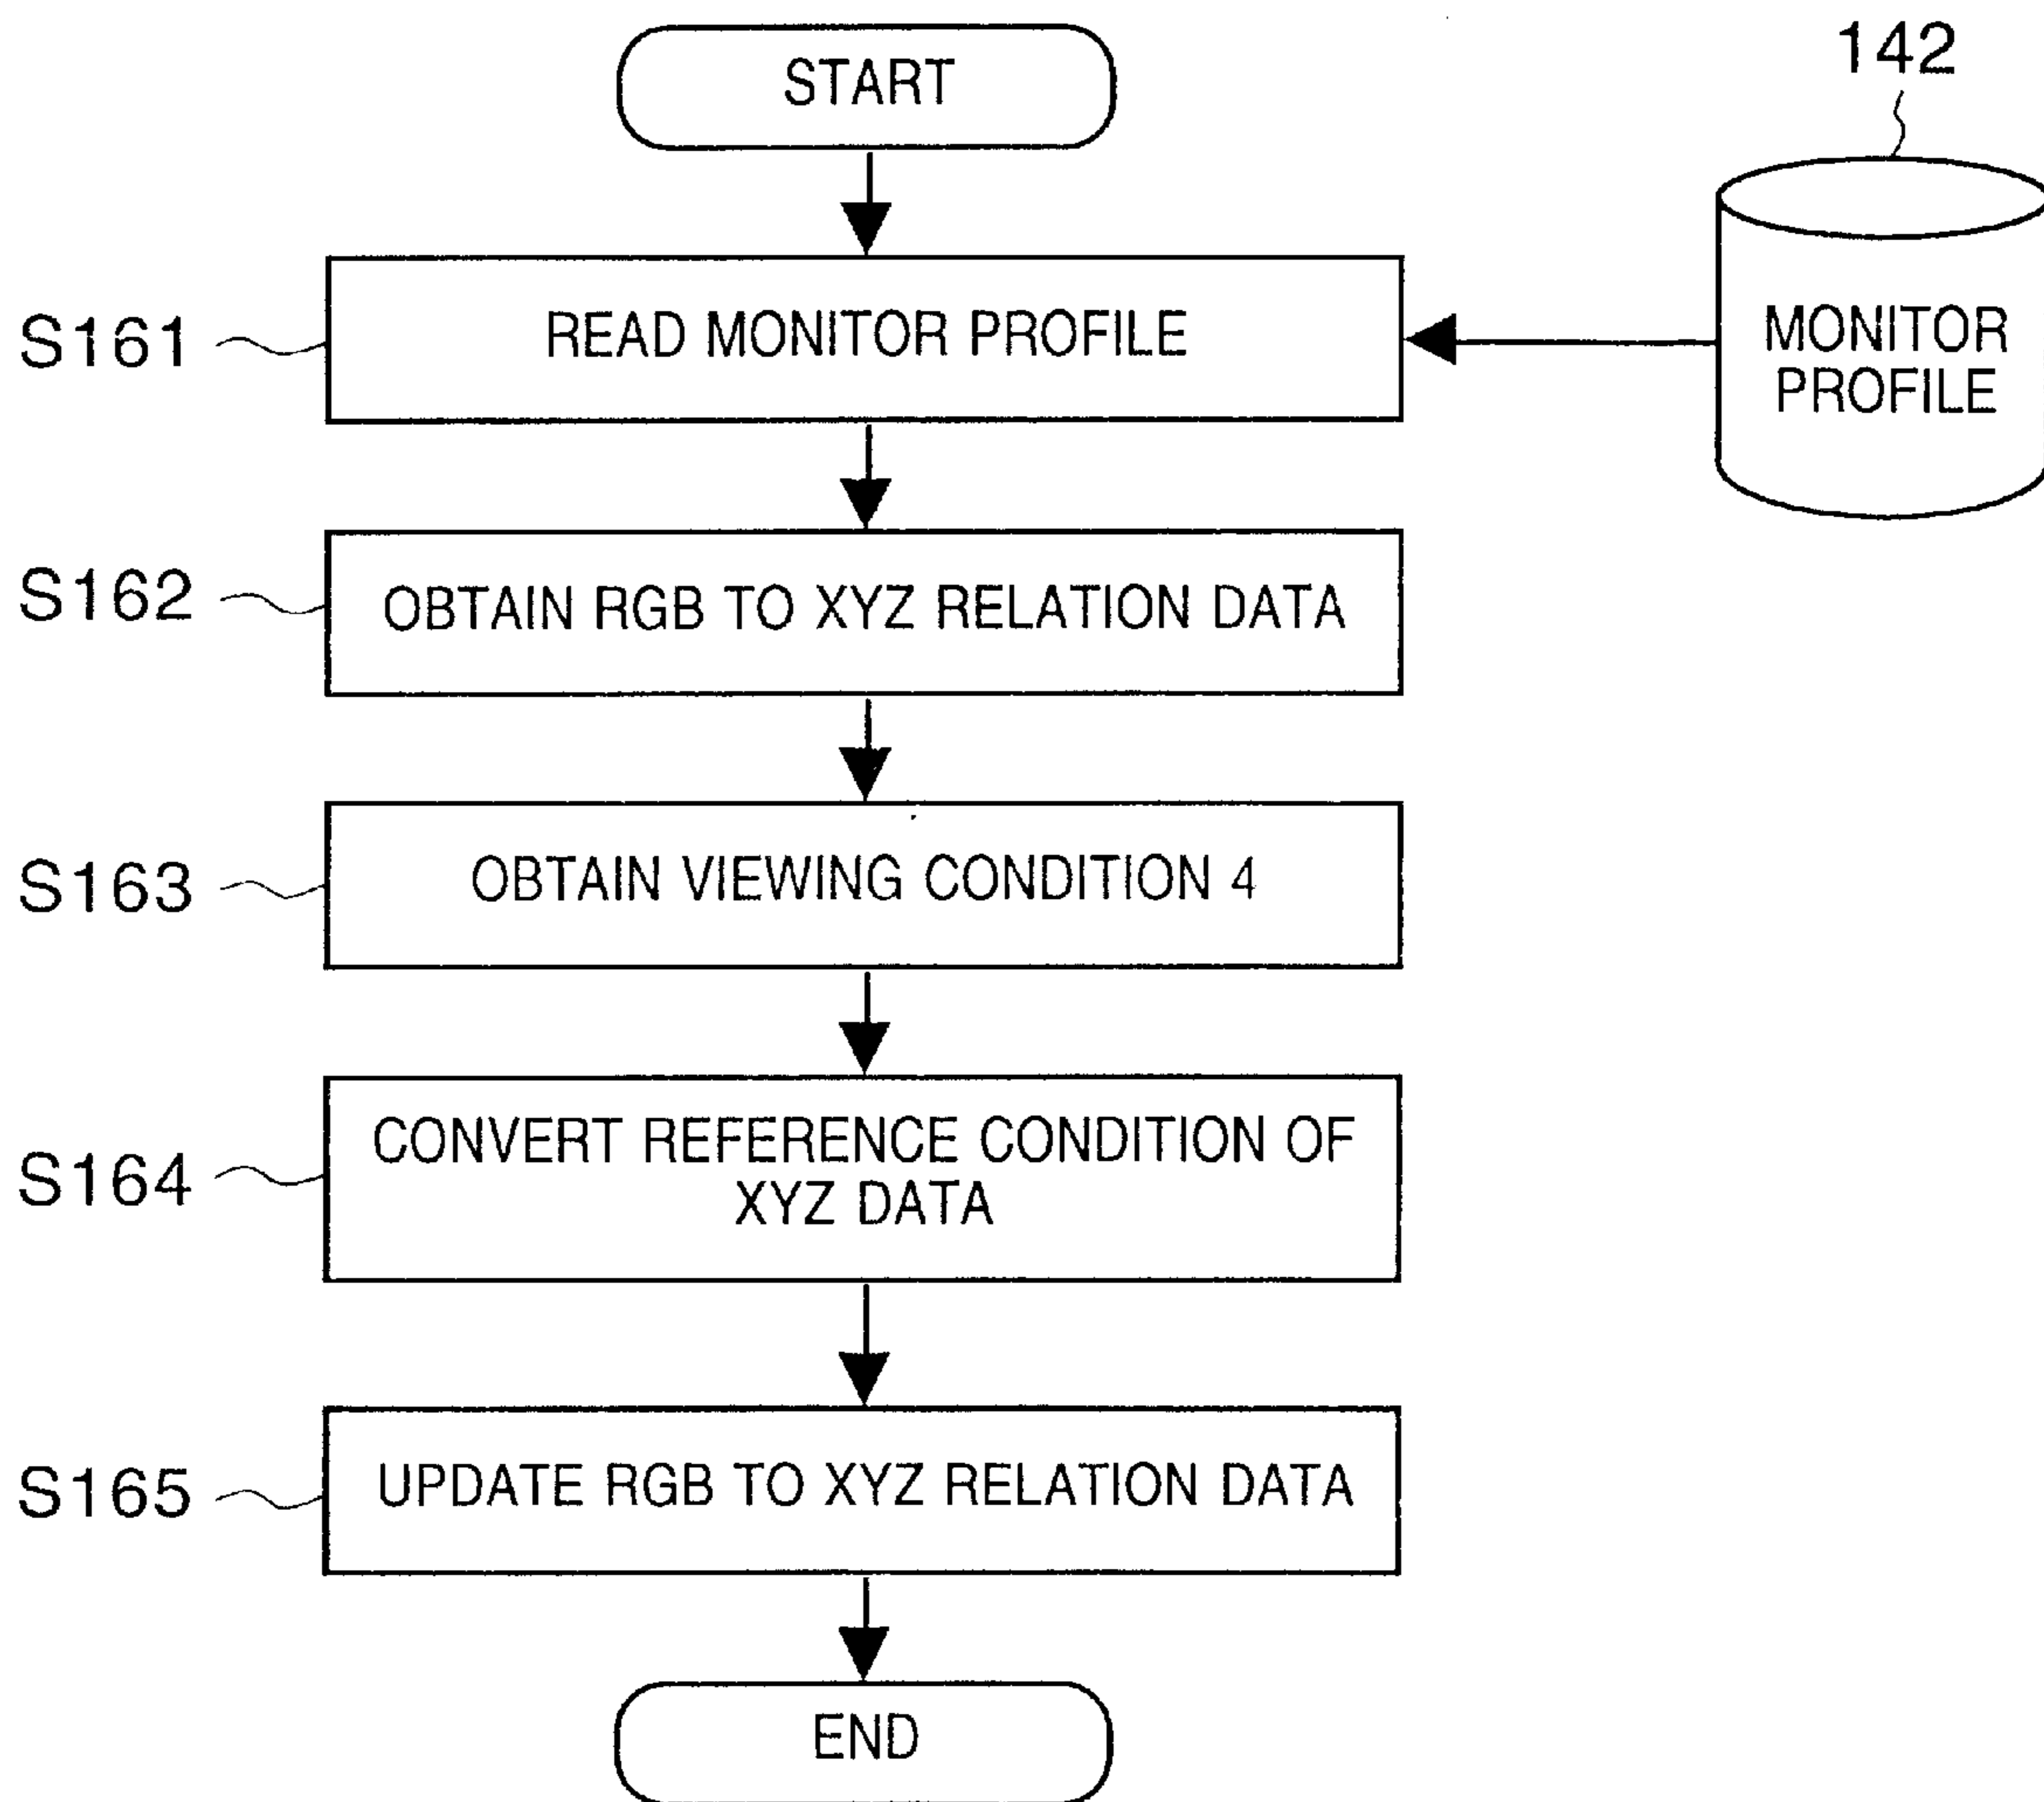 START
142
S161
READ MONITOR PROFILE
MONITOR
PROFILE
S162
OBTAIN RGB TO XYZ RELATION DATA
S163
OBTAIN VIEWING CONDITION 4
S164
CONVERT REFERENCE CONDITION OF
XYZ DATA
S165
UPDATE RGB TO XYZ RELATION DATA
END